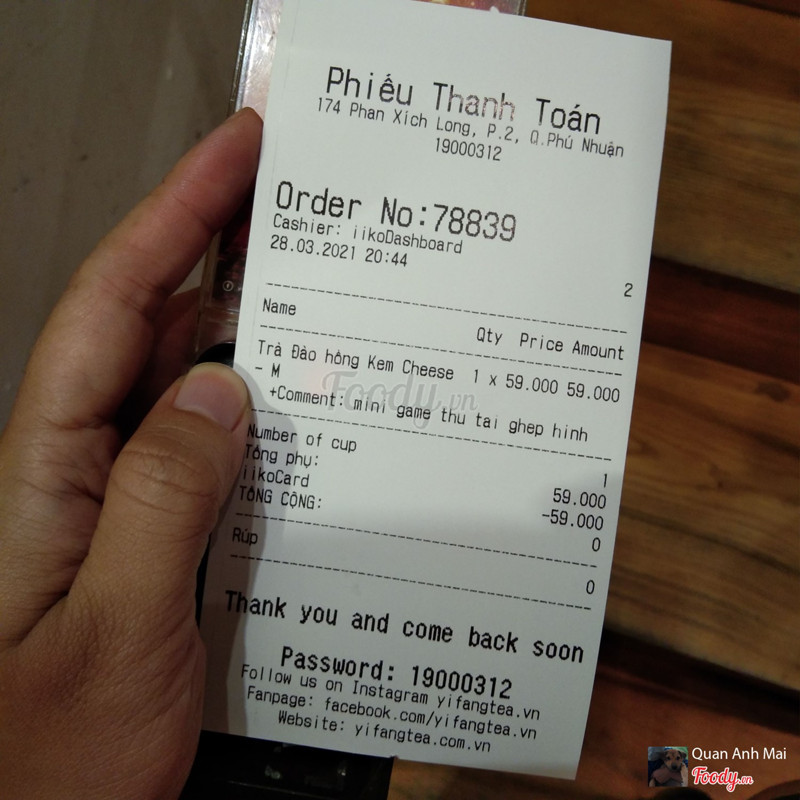 Phiếu Thanh Toán
174 Phan Xich Long, P.2, Q.Phú Nhuận
19000312
Order No:78839
Cashier: iikoDashboard
28.03.2021 20:44
2
Name Qty Price Amount
Trà Đào hồng Kem Cheese 1 x 59.000 59.000
- M
+Comment: mini game thu tai ghep hinh
Number of cup 1
Tổng phụ: 59.000
iikoCard -59.000
TỔNG CỘNG: 0
Rúp 0
Thank you and come back soon
Password: 19000312
Follow us on Instagram yifangtea.vn
Fanpage: facebook.com/yifangtea.vn
Website: yifangtea.com.vn
Foody.vn
Quan Anh Mai
Foody.vn